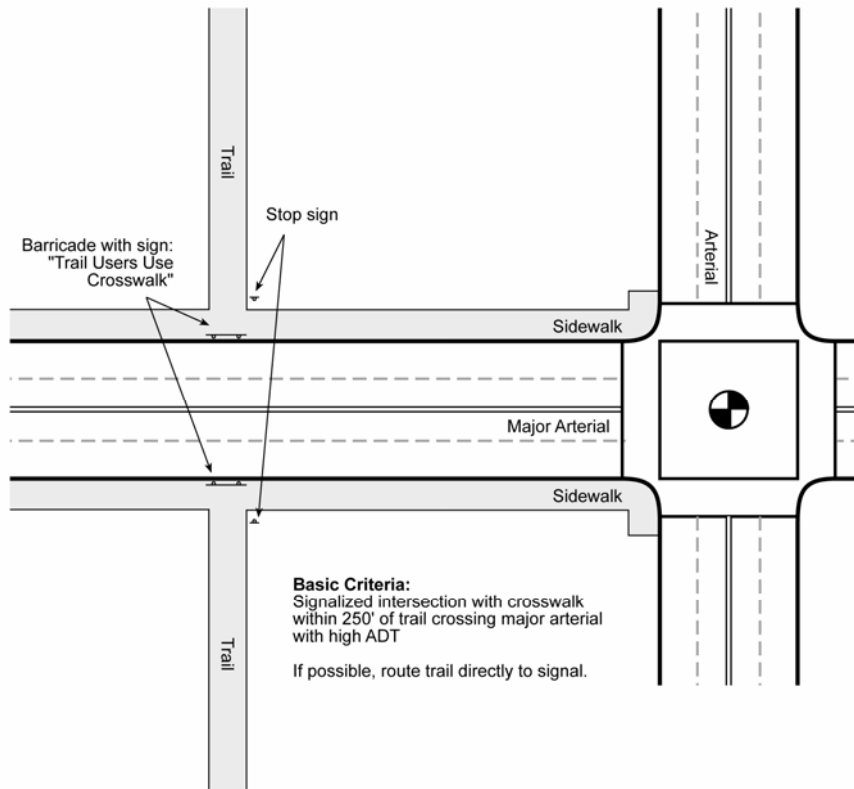 Trail
Stop sign
Barricade with sign:
"Trail Users Use
Crosswalk"
Arterial
Sidewalk
Major Arterial
Sidewalk
Basic Criteria:
Signalized intersection with crosswalk
within 250' of trail crossing major arterial
with high ADT
If possible, route trail directly to signal.
Trail